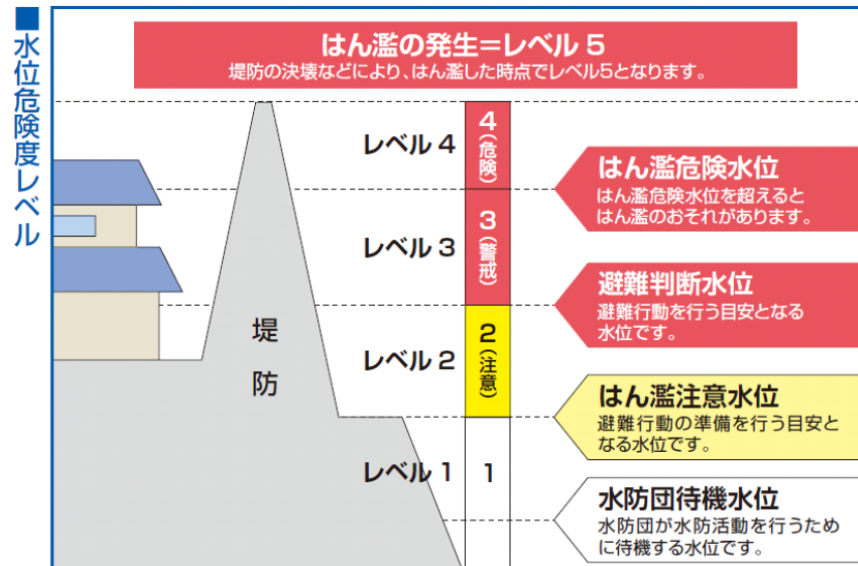 ■水位危険度レベル
はん濫の発生=レベル5
堤防の決壊などにより、はん濫した時点でレベル5となります。
レベル4
4(危険)
はん濫危険水位
はん濫危険水位を超えると
はん濫のおそれがあります。
レベル3
3(警戒)
避難判断水位
避難行動を行う目安となる
水位です。
堤防
レベル2
2(注意)
はん濫注意水位
避難行動の準備を行う目安と
なる水位です。
レベル1
1
水防団待機水位
水防団が水防活動を行うため
に待機する水位です。